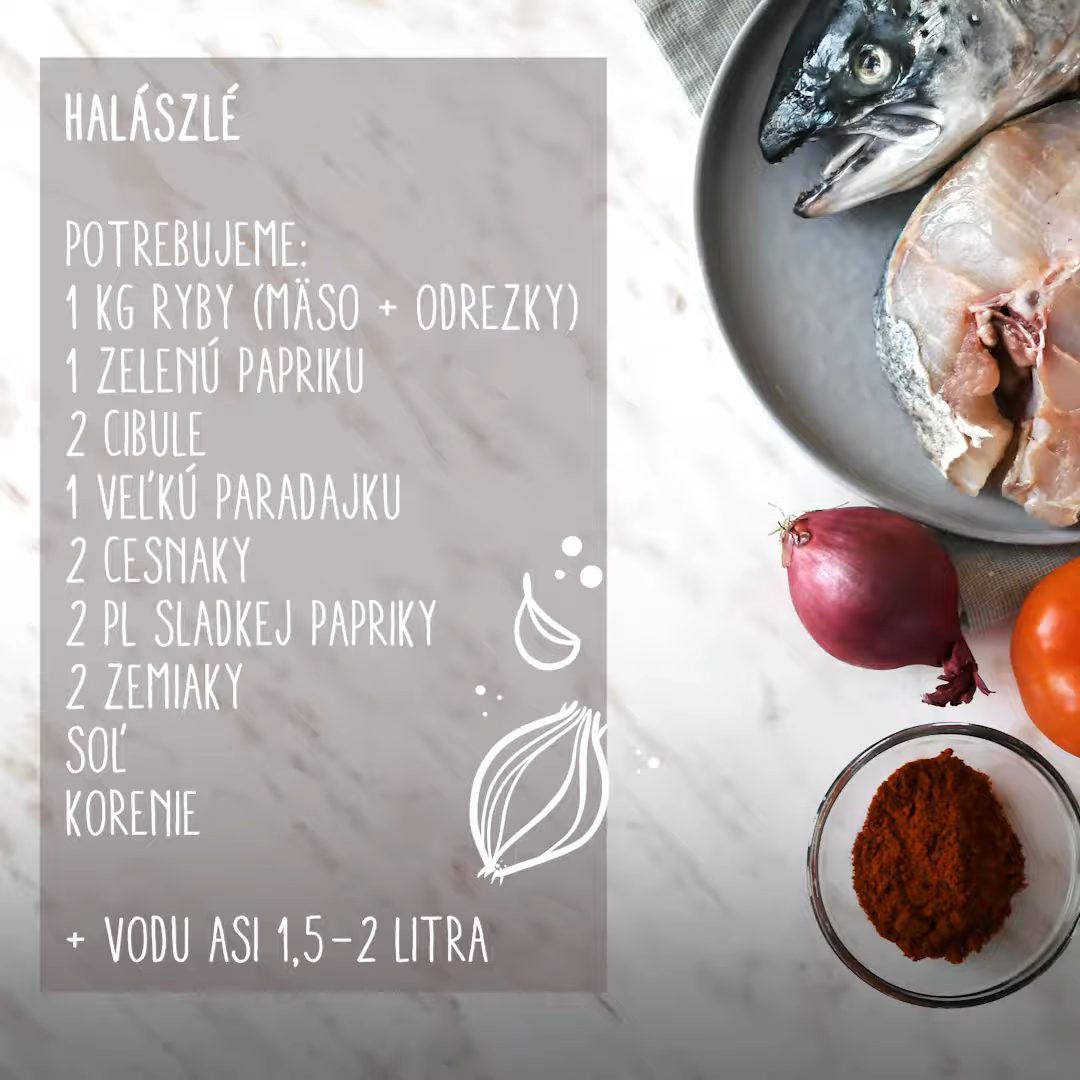 HALÁSZLÉ
POTREBUJEME:
1 KG RYBY (MÄSO + ODREZKY)
1 ZELENÚ PAPRIKU
2 CIBULE
1 VEĽKÚ PARADAJKU
2 CESNAKY
2 PL SLADKEJ PAPRIKY
2 ZEMIAKY
SOĽ
KORENIE
+ VODU ASI 1,5-2 LITRA